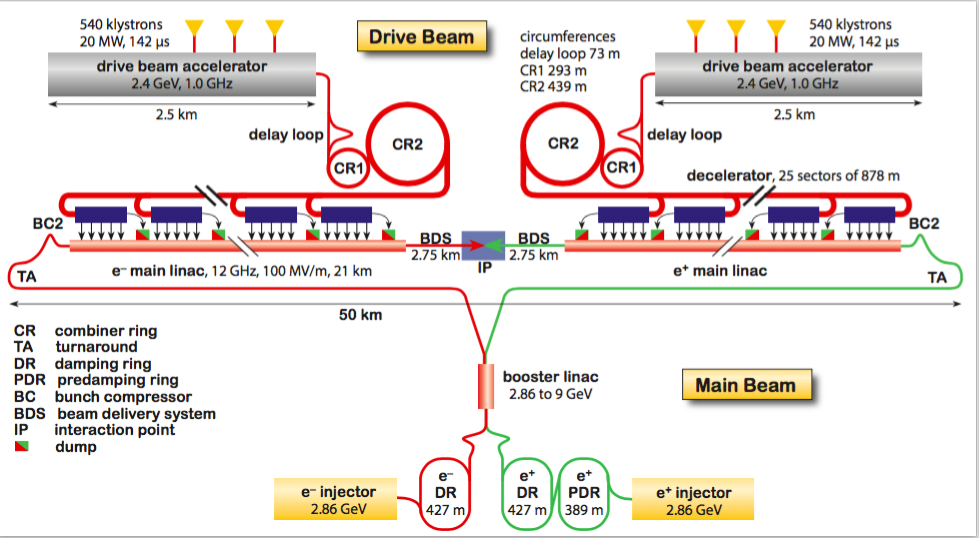 540 klystrons
20 MW, 142 µs
Drive Beam
circumferences
delay loop 73 m
CR1 293 m
CR2 439 m
540 klystrons
20 MW, 142 µs
drive beam accelerator
2.4 GeV, 1.0 GHz
drive beam accelerator
2.4 GeV, 1.0 GHz
2.5 km
2.5 km
delay loop
CR2
CR1
CR2
CR1
delay loop
decelerator, 25 sectors of 878 m
BC2
BDS
2.75 km
BDS
2.75 km
IP
BC2
TA
e⁻ main linac, 12 GHz, 100 MV/m, 21 km
e⁺ main linac
TA
50 km
CR combiner ring
TA turnaround
DR damping ring
PDR predamping ring
BC bunch compressor
BDS beam delivery system
IP interaction point
dump
booster linac
2.86 to 9 GeV
Main Beam
e⁻ injector
2.86 GeV
e⁻
DR
427 m
e⁺
DR
427 m
e⁺
PDR
389 m
e⁺ injector
2.86 GeV